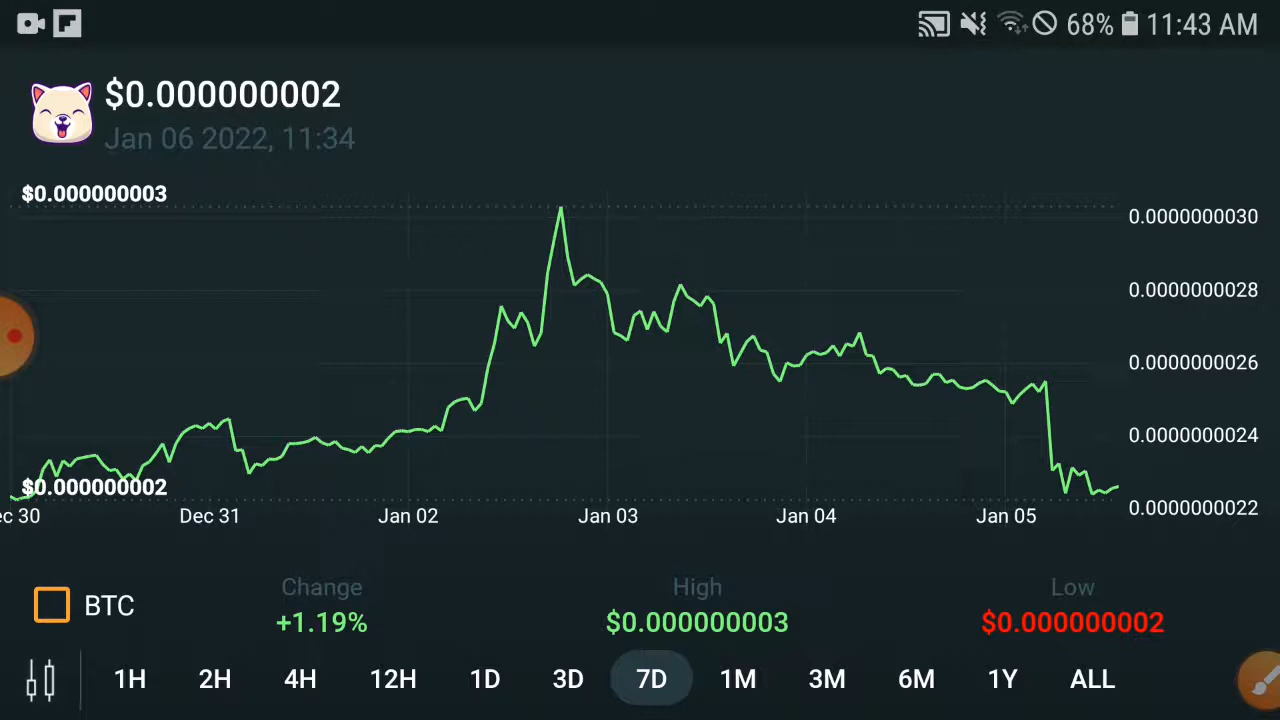 68% 11:43 AM
$0.000000002
Jan 06 2022, 11:34
$0.000000003
0.0000000030
0.0000000028
0.0000000026
0.0000000024
$0.000000002
0.0000000022
ec 30 Dec 31 Jan 02 Jan 03 Jan 04 Jan 05
BTC
Change High Low
+1.19% $0.000000003 $0.000000002
1H 2H 4H 12H 1D 3D 7D 1M 3M 6M 1Y ALL